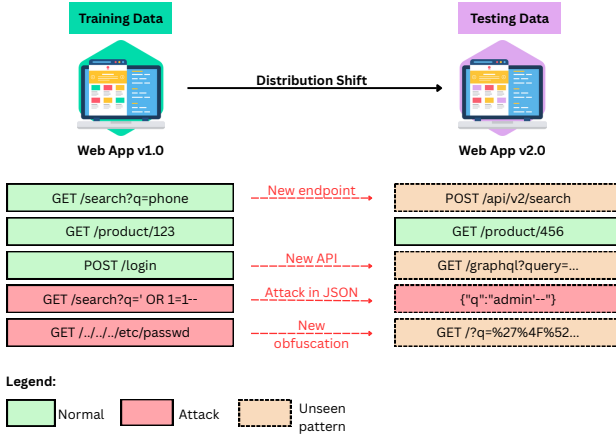 Training Data
Testing Data
Distribution Shift
Web App v1.0
Web App v2.0
GET /search?q=phone
New endpoint
POST /api/v2/search
GET /product/123
GET /product/456
POST /login
New API
GET /graphql?query=...
GET /search?q=' OR 1=1--
Attack in JSON
{"q":"admin'--"}
GET /../../../etc/passwd
New
obfuscation
GET /?q=%27%4F%52...
Legend:
Normal
Attack
Unseen
pattern